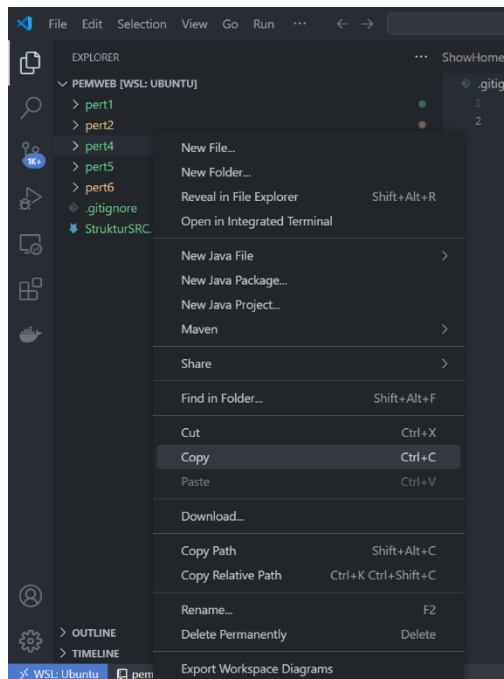 File Edit Selection View Go Run ...
EXPLORER ...
ShowHome
PEMWEB [WSL: UBUNTU]
.gitig
pert1
1
pert2
2
pert4
pert5
pert6
.gitignore
StrukturSRC.
1K+
New File...
New Folder...
Reveal in File Explorer Shift+Alt+R
Open in Integrated Terminal
New Java File
New Java Package...
New Java Project...
Maven
Share
Find in Folder... Shift+Alt+F
Cut Ctrl+X
Copy Ctrl+C
Paste Ctrl+V
Download...
Copy Path Shift+Alt+C
Copy Relative Path Ctrl+K Ctrl+Shift+C
Rename... F2
Delete Permanently Delete
Export Workspace Diagrams
OUTLINE
TIMELINE
WSL: Ubuntu pem